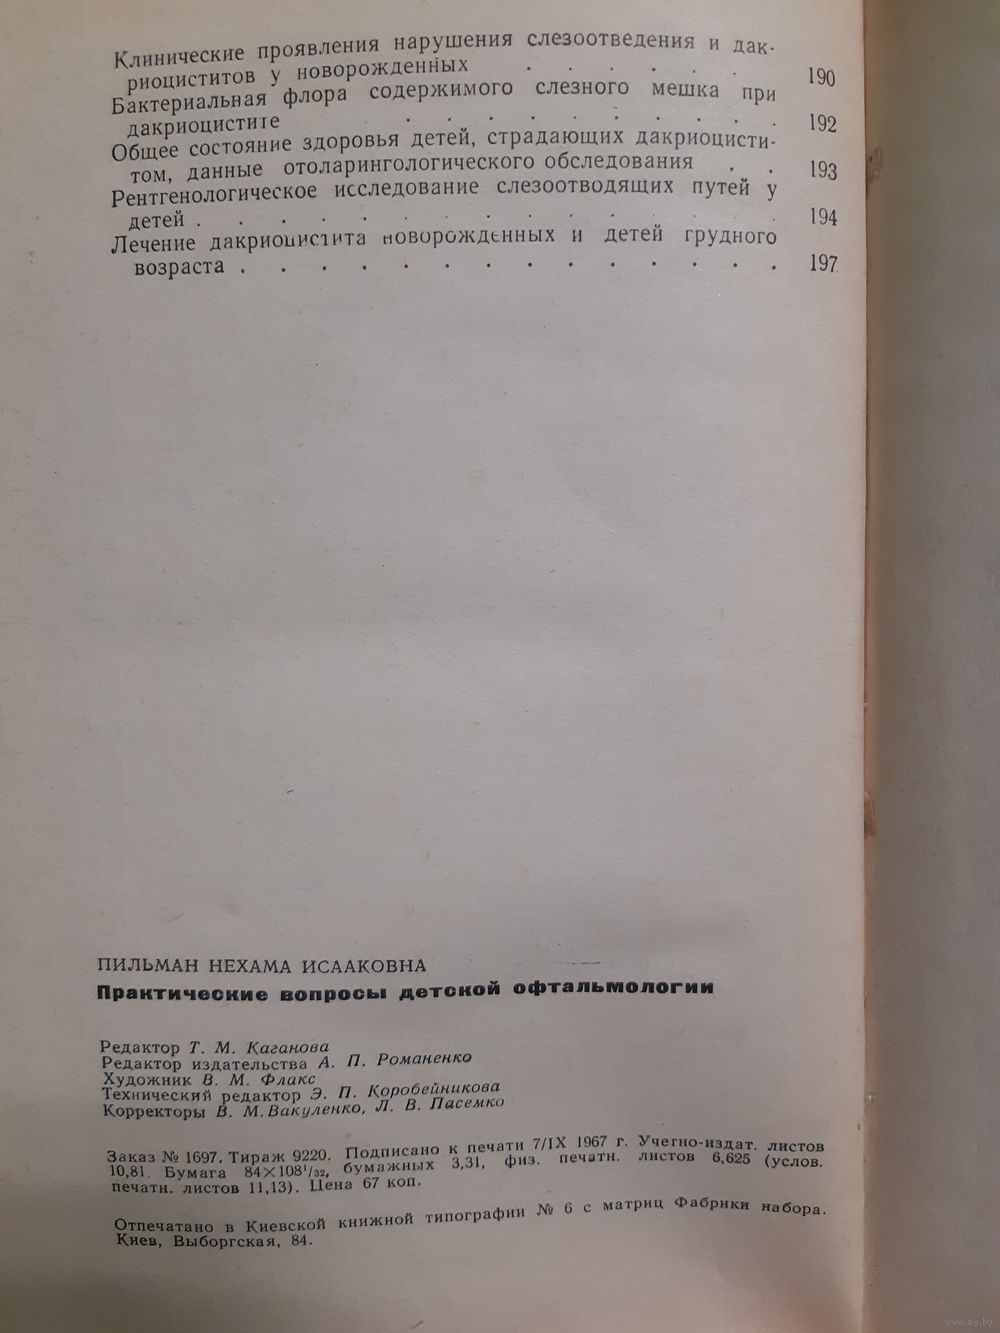 Клинические проявления нарушения слезоотведения и дак-
риоциститов у новорожденных . . . . . . 190
Бактериальная флора содержимого слезного мешка при
дакриоцистите . . . . . . . . . . 192
Общее состояние здоровья детей, страдающих дакриоцисти-
том, данные отоларингологического обследования . . 193
Рентгенологическое исследование слезоотводящих путей у
детей . . . . . . . . . . . . . . . 194
Лечение дакриоцистита новорожденных и детей грудного
возраста . . . . . . . . . . . . . . 197
ПИЛЬМАН НЕХАМА ИСААКОВНА
Практические вопросы детской офтальмологии
Редактор Т. М. Каганова
Редактор издательства А. П. Романенко
Художник В. М. Флакс
Технический редактор Э. П. Коробейникова
Корректоры В. М. Вакуленко, Л. В. Пасемко
Заказ № 1697. Тираж 9220. Подписано к печати 7/IX 1967 г. Учетно-издат. листов
10,81. Бумага 84×108¹/₃₂, бумажных 3,31, физ. печатн. листов 6,625 (услов.
печатн. листов 11,13). Цена 67 коп.
Отпечатано в Киевской книжной типографии № 6 с матриц Фабрики набора.
Киев, Выборгская, 84.
www.ay.by